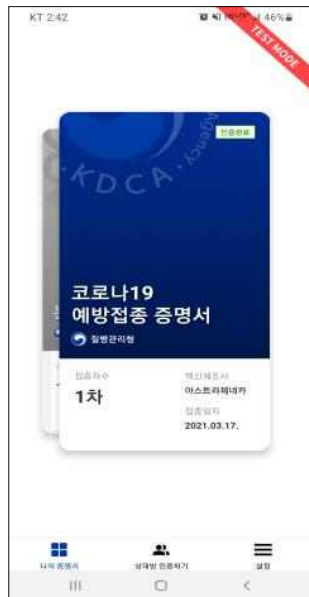 KT 2:42
46%
TEST MODE
KDCA
Agency
인증완료
코로나19
예방접종 증명서
질병관리청
접종차수
1차
백신제조사
아스트라제네카
접종일자
2021.03.17.
나의 증명서
상대방 인증하기
설정